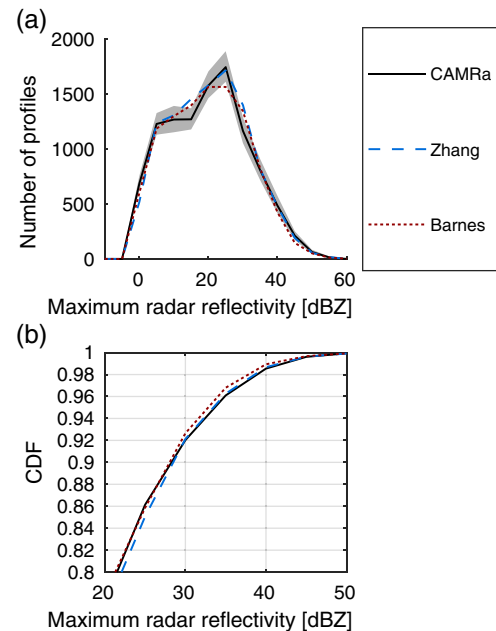 (a)
2000
1500
1000
500
0
Number of profiles
0 20 40 60
Maximum radar reflectivity [dBZ]
CAMRa
Zhang
Barnes
(b)
1
0.98
0.96
0.94
0.92
0.9
0.88
0.86
0.84
0.82
0.8
CDF
20 30 40 50
Maximum radar reflectivity [dBZ]